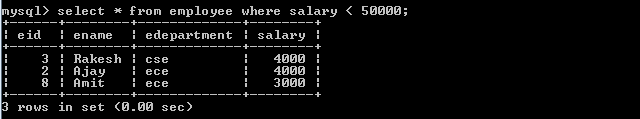 mysql> select * from employee where salary < 50000;
+------+--------+-------------+--------+
| eid  | ename  | edepartment | salary |
+------+--------+-------------+--------+
|    3 | Rakesh | cse         |   4000 |
|    2 | Ajay   | ece         |   4000 |
|    8 | Amit   | ece         |   3000 |
+------+--------+-------------+--------+
3 rows in set (0.00 sec)